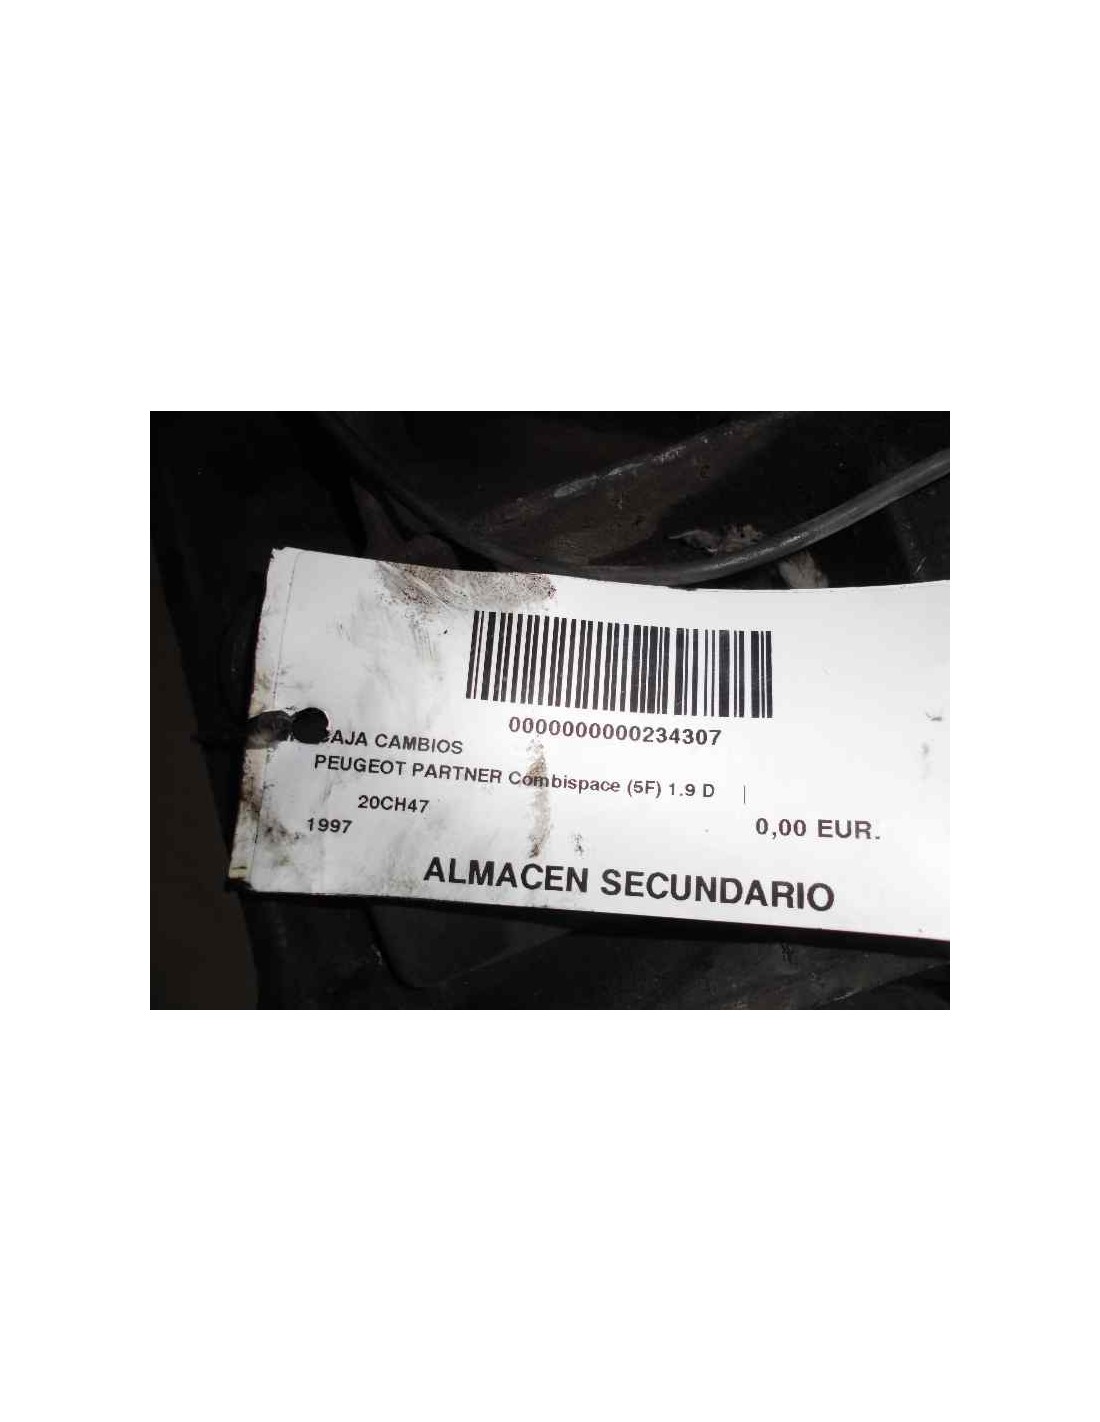 0000000000234307
CAJA CAMBIOS
PEUGEOT PARTNER Combispace (5F) 1.9 D |
20CH47
1997
0,00 EUR.
ALMACEN SECUNDARIO